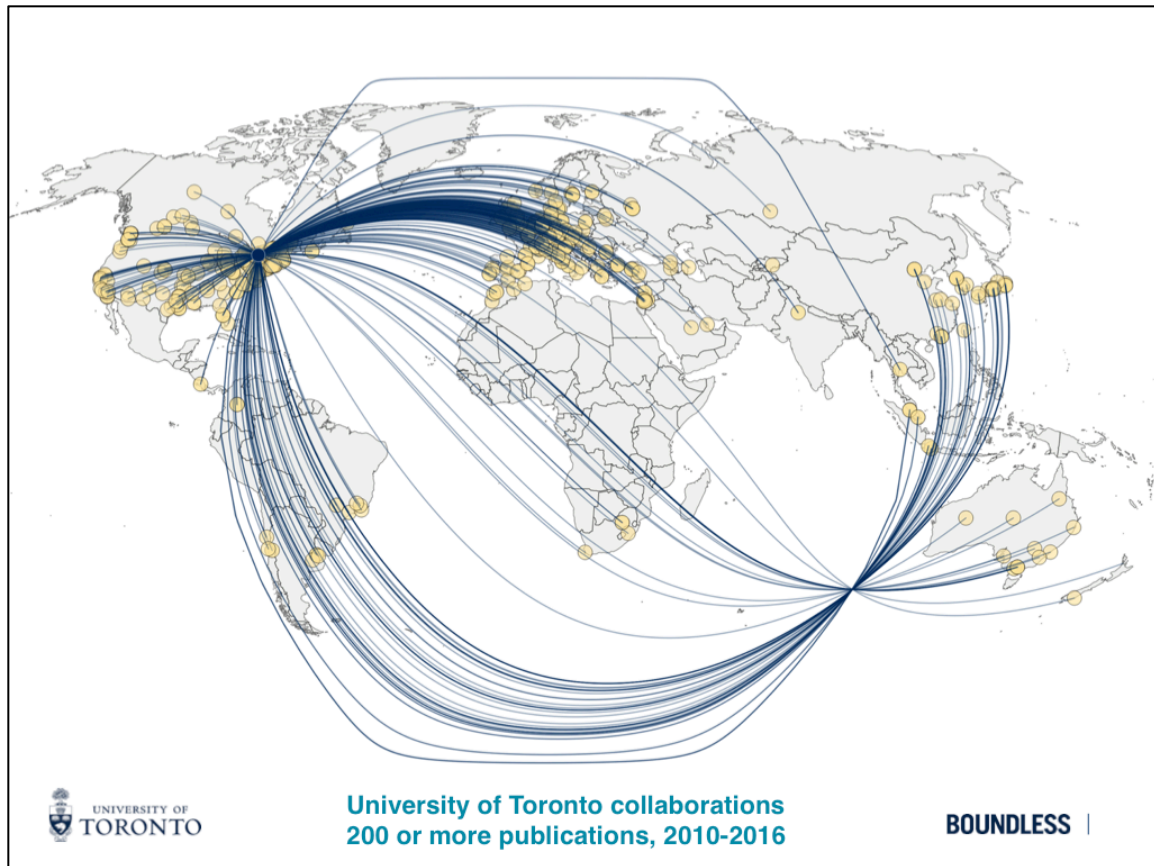 UNIVERSITY OF
TORONTO
University of Toronto collaborations
200 or more publications, 2010-2016
BOUNDLESS